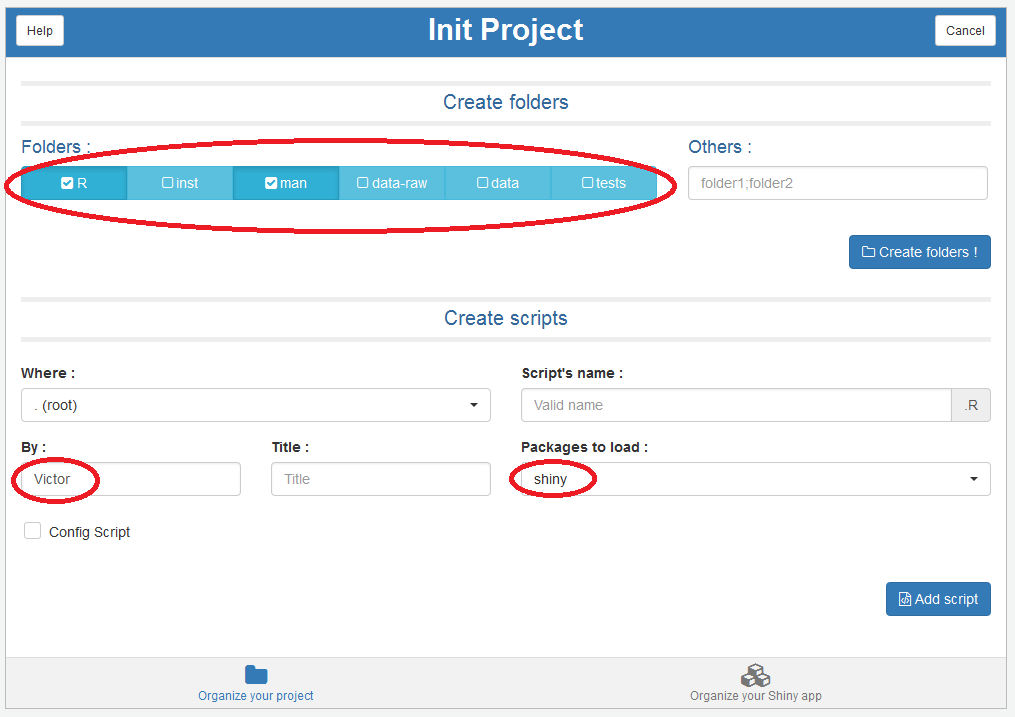 Help
Init Project
Cancel
Create folders
Folders :
Others :
R
inst
man
data-raw
data
tests
folder1;folder2
Create folders !
Create scripts
Where :
Script's name :
. (root)
Valid name
.R
By :
Title :
Packages to load :
Victor
Title
shiny
Config Script
Add script
Organize your project
Organize your Shiny app